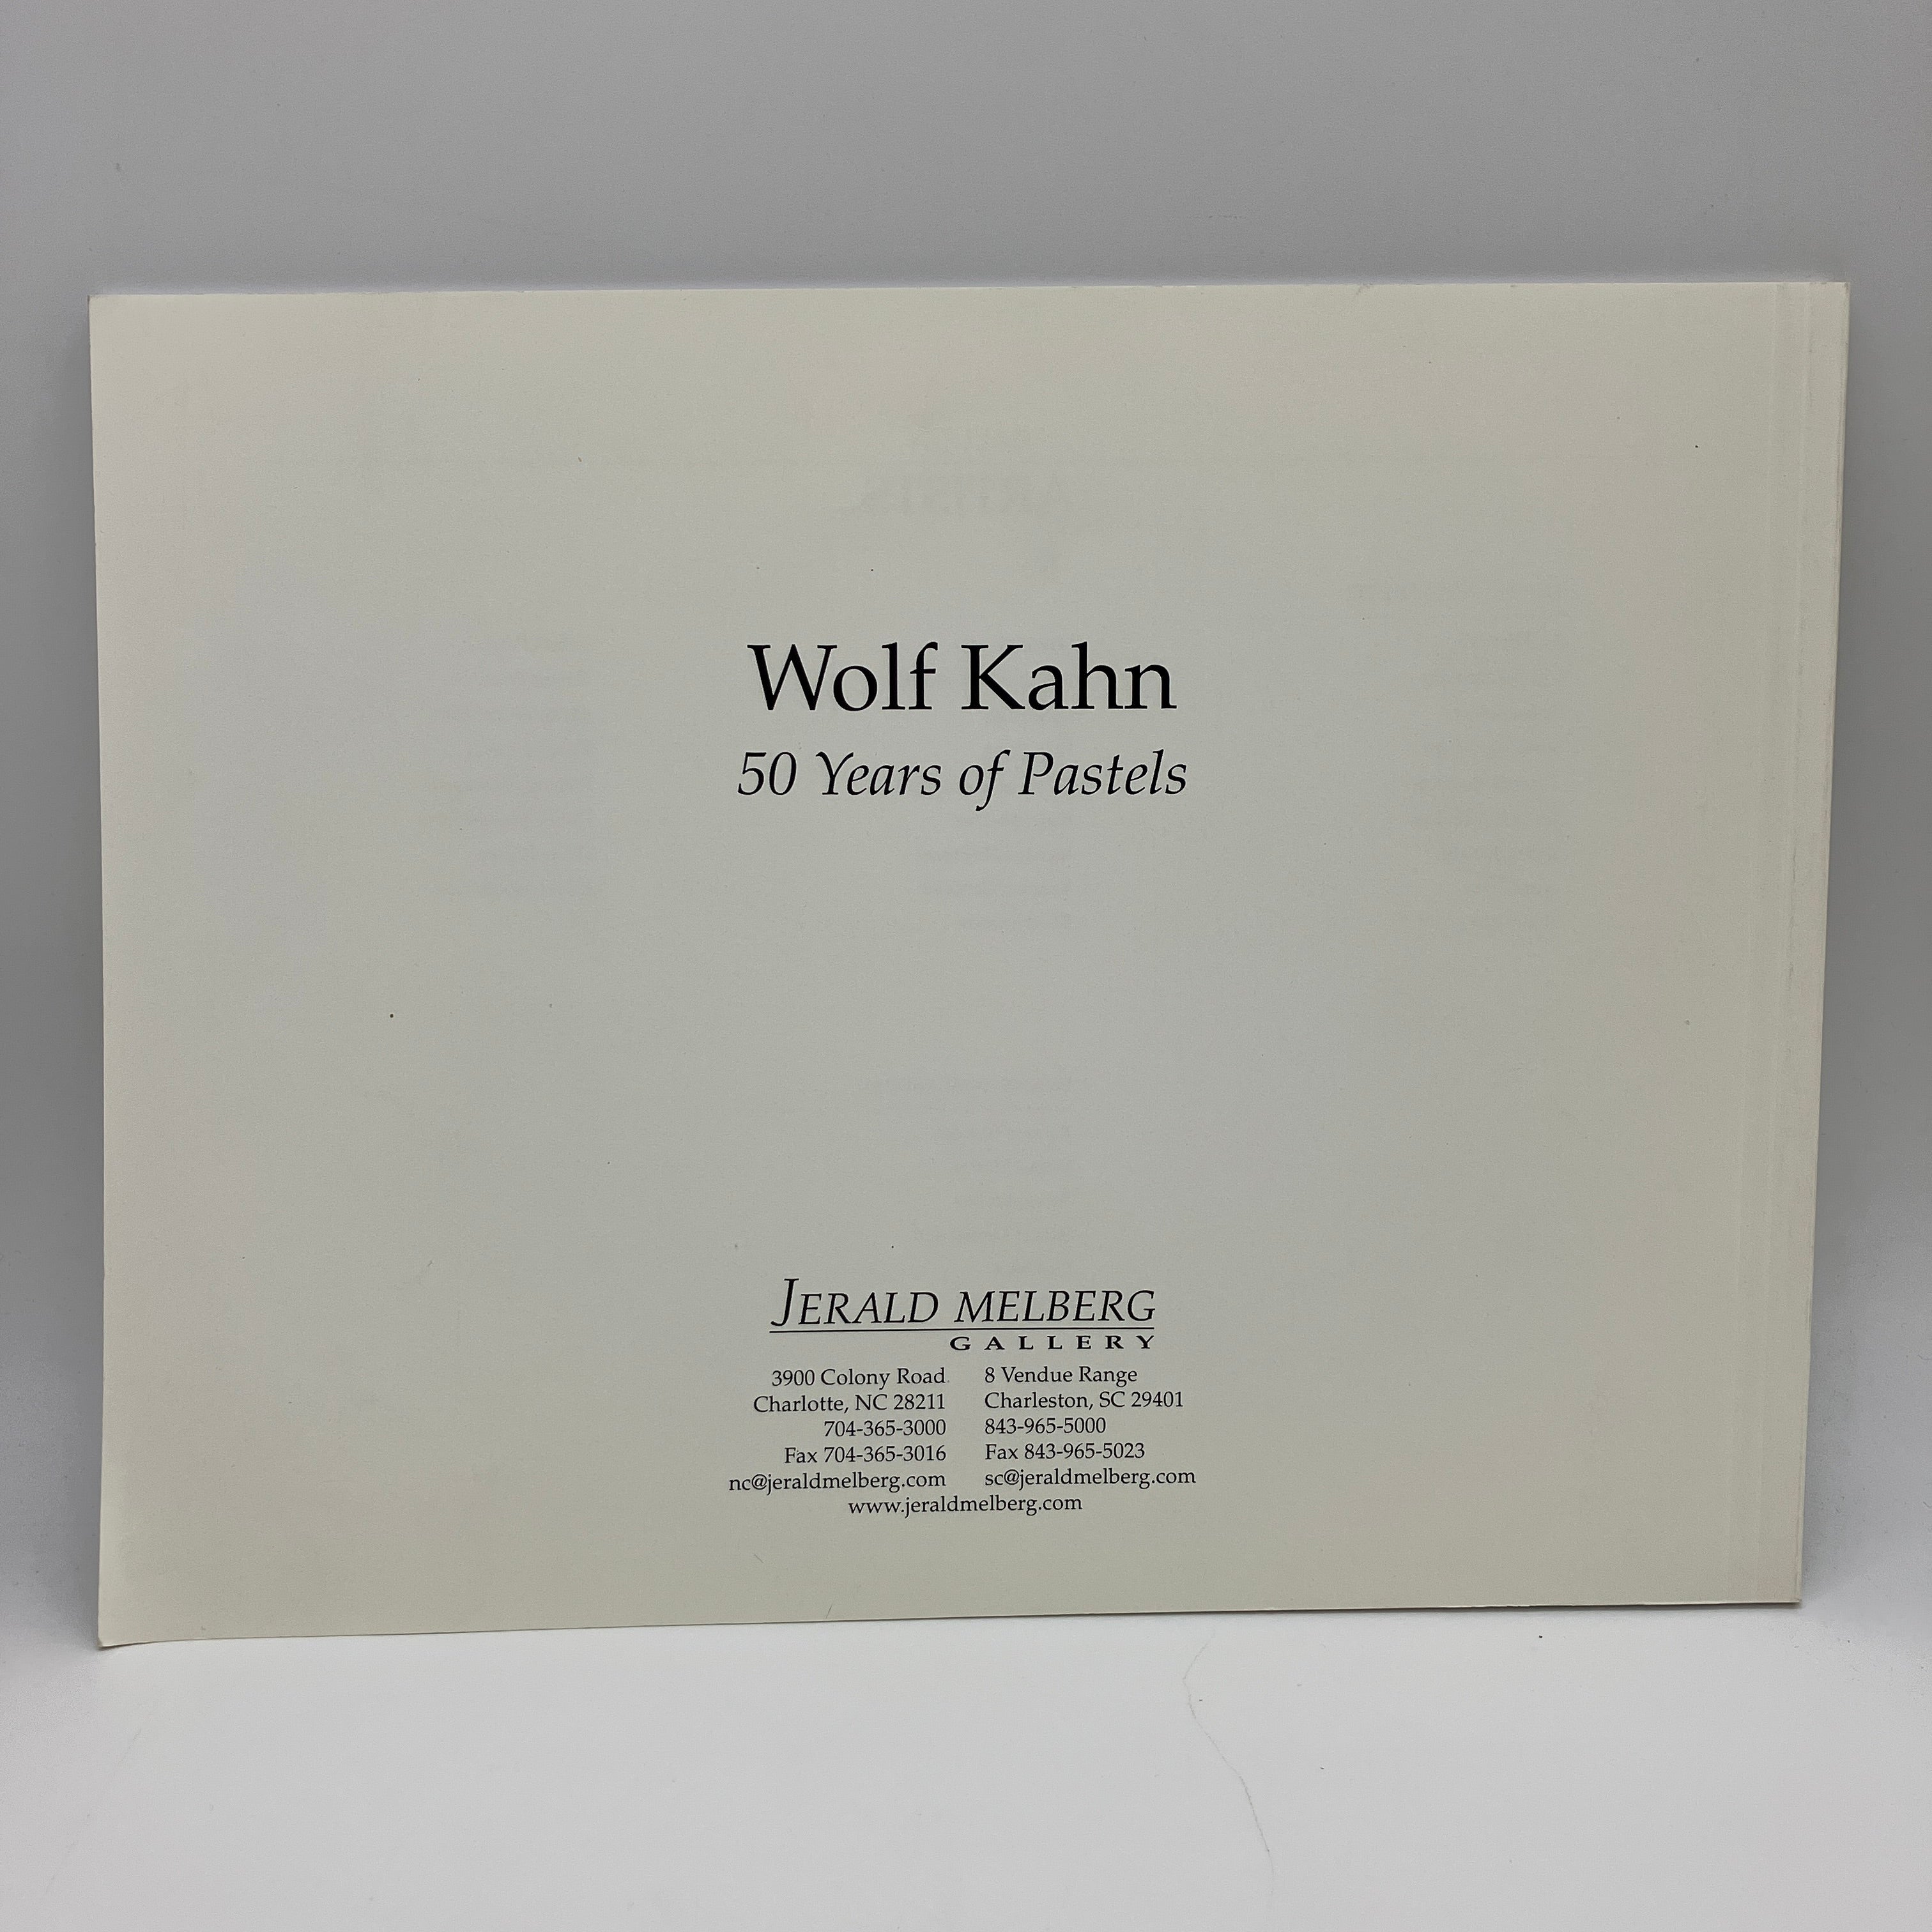 Wolf Kahn
50 Years of Pastels
JERALD MELBERG
GALLERY
3900 Colony Road
Charlotte, NC 28211
704-365-3000
Fax 704-365-3016
nc@jeraldmelberg.com
8 Vendue Range
Charleston, SC 29401
843-965-5000
Fax 843-965-5023
sc@jeraldmelberg.com
www.jeraldmelberg.com